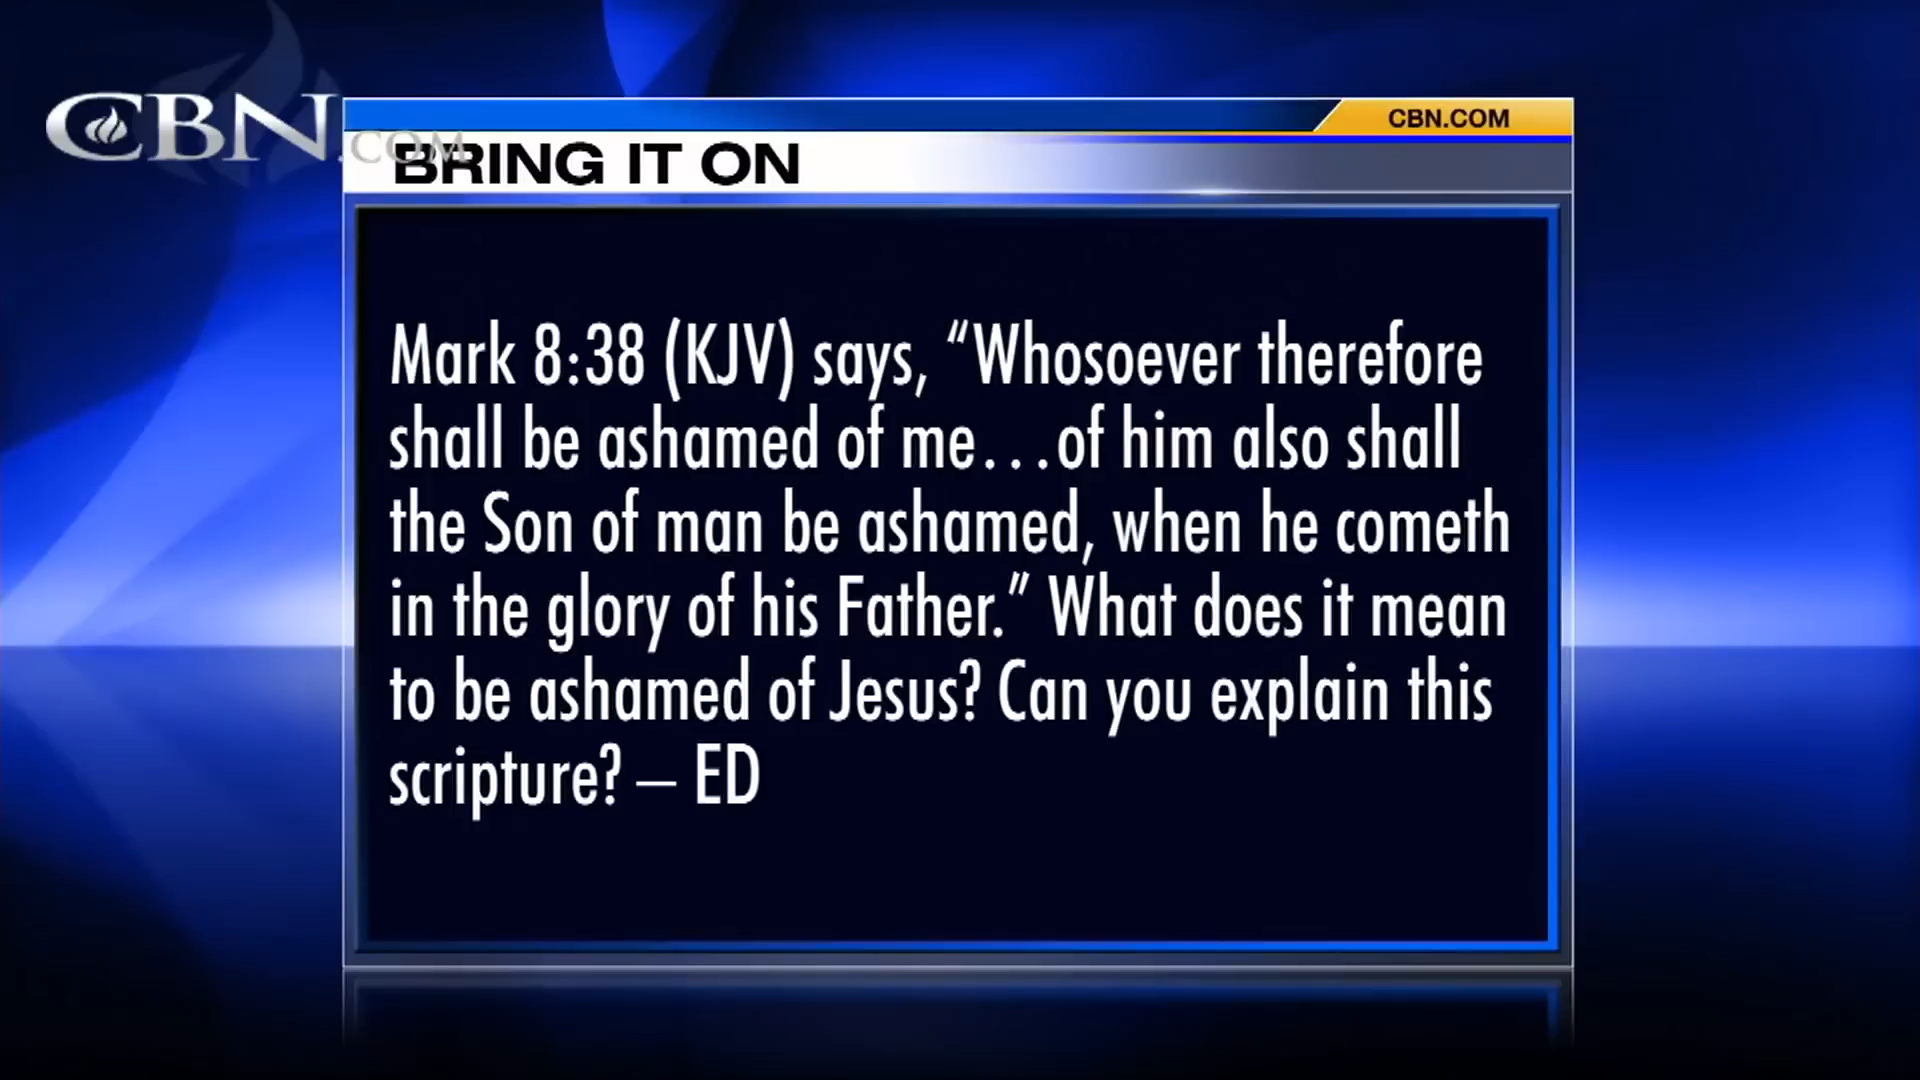 CBN.COM
CBN.COM
BRING IT ON
Mark 8:38 (KJV) says, “Whosoever therefore
shall be ashamed of me...of him also shall
the Son of man be ashamed, when he cometh
in the glory of his Father.” What does it mean
to be ashamed of Jesus? Can you explain this
scripture? – ED